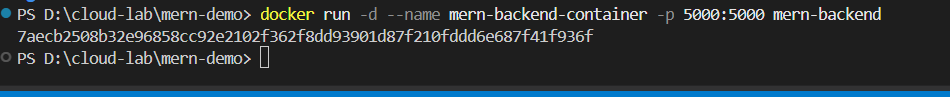 PS D:\cloud-lab\mern-demo> docker run -d --name mern-backend-container -p 5000:5000 mern-backend
7aecb2508b32e96858cc92e2102f362f8dd93901d87f210fddd6e687f41f936f
PS D:\cloud-lab\mern-demo>